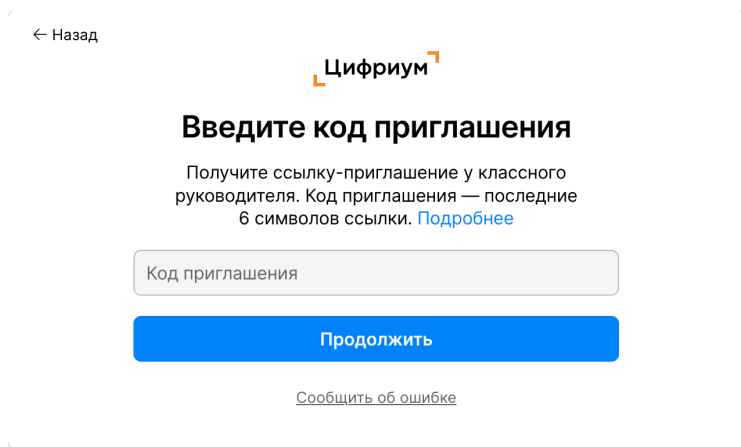 ← Назад
Цифриум
Введите код приглашения
Получите ссылку-приглашение у классного
руководителя. Код приглашения — последние
6 символов ссылки. Подробнее
Код приглашения
Продолжить
Сообщить об ошибке